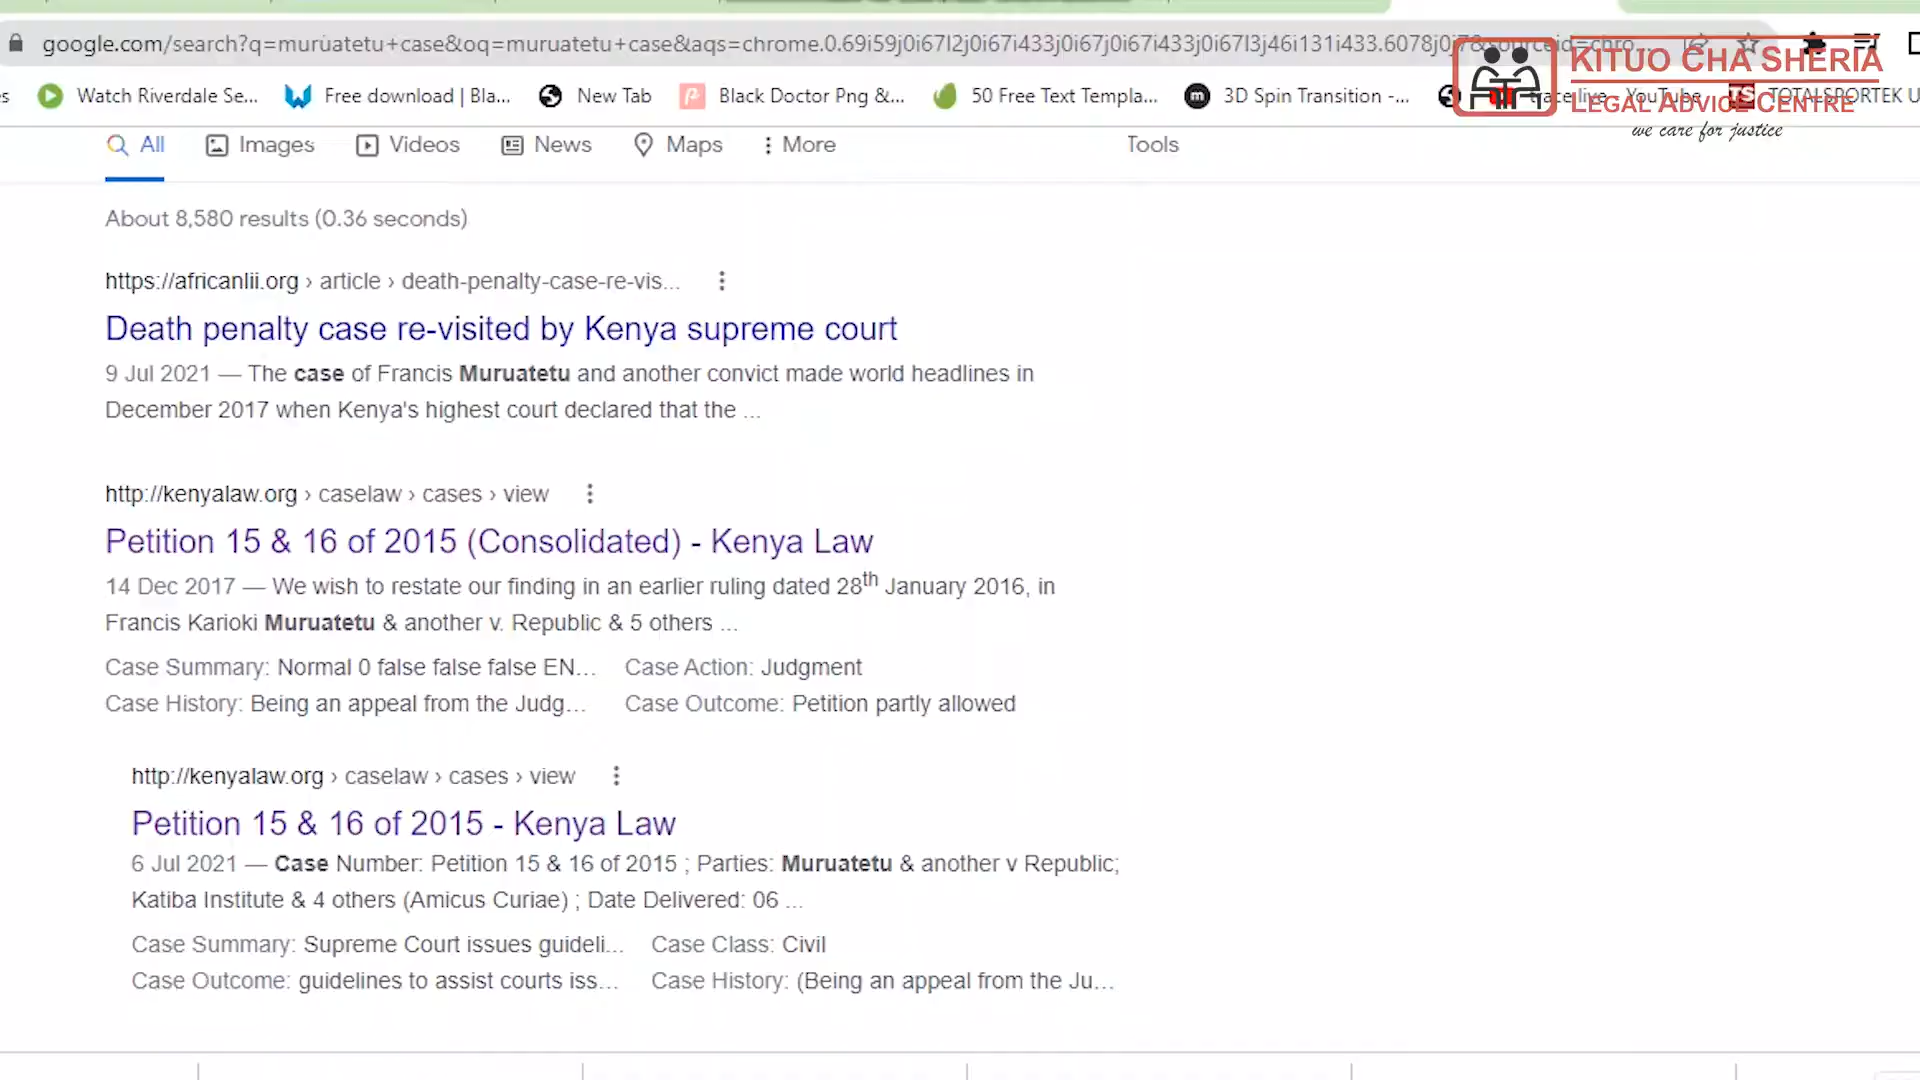 google.com/search?q=muruatetu+case&oq=muruatetu+case&aqs=chrome.0.69i59j0i67l2j0i67i433j0i67j0i67i433j0i67l3j46i131i433.6078j0j7&sourceid=chro...
KITUO CHA SHERIA
LEGAL ADVICE CENTRE
we care for justice
s Watch Riverdale Se... Free download | Bla... New Tab Black Doctor Png &... 50 Free Text Templa... 3D Spin Transition -... trace live - YouTube TS TOTALSPORTEK U
All Images Videos News Maps More Tools
About 8,580 results (0.36 seconds)
https://africanlii.org › article › death-penalty-case-re-vis...
Death penalty case re-visited by Kenya supreme court
9 Jul 2021 — The case of Francis Muruatetu and another convict made world headlines in
December 2017 when Kenya's highest court declared that the ...
http://kenyalaw.org › caselaw › cases › view
Petition 15 & 16 of 2015 (Consolidated) - Kenya Law
14 Dec 2017 — We wish to restate our finding in an earlier ruling dated 28th January 2016, in
Francis Karioki Muruatetu & another v. Republic & 5 others ...
Case Summary: Normal 0 false false false EN... Case Action: Judgment
Case History: Being an appeal from the Judg... Case Outcome: Petition partly allowed
http://kenyalaw.org › caselaw › cases › view
Petition 15 & 16 of 2015 - Kenya Law
6 Jul 2021 — Case Number: Petition 15 & 16 of 2015 ; Parties: Muruatetu & another v Republic;
Katiba Institute & 4 others (Amicus Curiae) ; Date Delivered: 06 ...
Case Summary: Supreme Court issues guideli... Case Class: Civil
Case Outcome: guidelines to assist courts iss... Case History: (Being an appeal from the Ju...